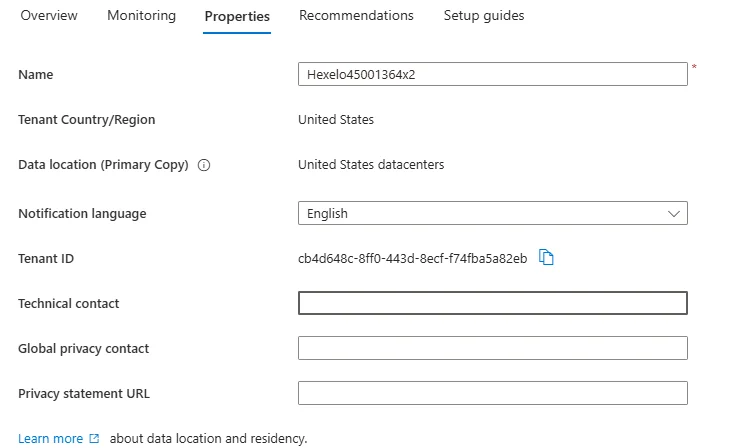 Overview Monitoring Properties Recommendations Setup guides
Name Hexelo45001364x2 *
Tenant Country/Region United States
Data location (Primary Copy) United States datacenters
Notification language English
Tenant ID cb4d648c-8ff0-443d-8ecf-f74fba5a82eb
Technical contact
Global privacy contact
Privacy statement URL
Learn more about data location and residency.